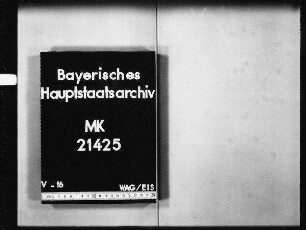 Bayerisches
Hauptstaatsarchiv
MK
21425
V - 16 WAG/EIS